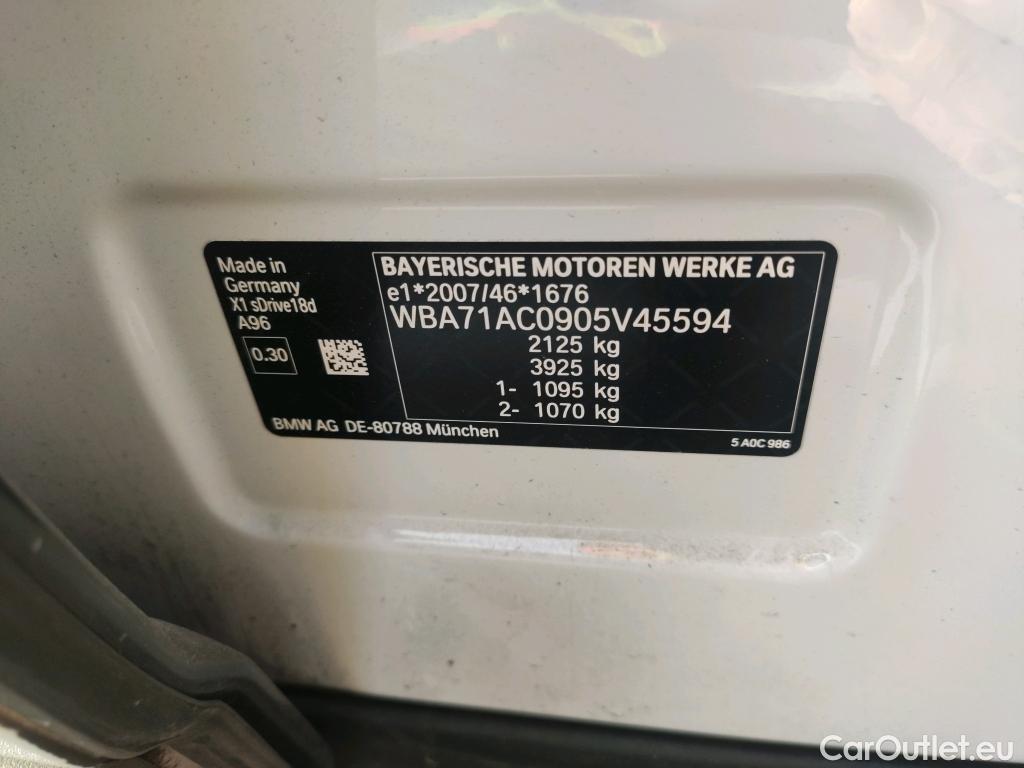 Made in
Germany
X1 sDrive18d
A96
0.30
BAYERISCHE MOTOREN WERKE AG
e1*2007/46*1676
WBA71AC0905V45594
2125 kg
3925 kg
1- 1095 kg
2- 1070 kg
BMW AG DE-80788 München
5 A0C 986
CarOutlet.eu